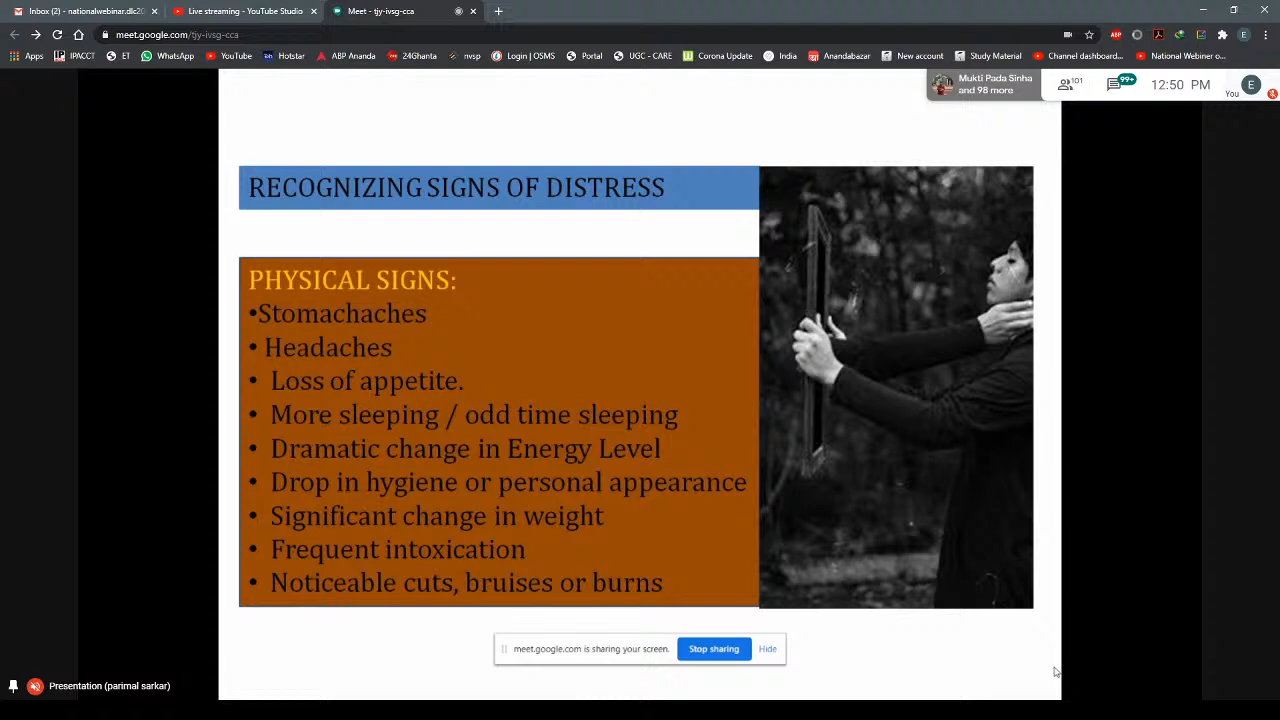 Inbox (2) - nationalwebinar.dlc20
Live streaming - YouTube Studio
Meet - tjy-ivsg-cca
meet.google.com/tjy-ivsg-cca
Apps
IPACCT
ET
WhatsApp
YouTube
Hotstar
ABP Ananda
24Ghanta
nvsp
Login | OSMS
Portal
UGC - CARE
Corona Update
India
Anandabazar
New account
Study Material
Channel dashboard...
National Webinar o...
Mukti Pada Sinha
and 98 more
101
99+
12:50 PM
You
E
RECOGNIZING SIGNS OF DISTRESS
PHYSICAL SIGNS:
•Stomachaches
• Headaches
• Loss of appetite.
• More sleeping / odd time sleeping
• Dramatic change in Energy Level
• Drop in hygiene or personal appearance
• Significant change in weight
• Frequent intoxication
• Noticeable cuts, bruises or burns
meet.google.com is sharing your screen.
Stop sharing
Hide
Presentation (parimal sarkar)